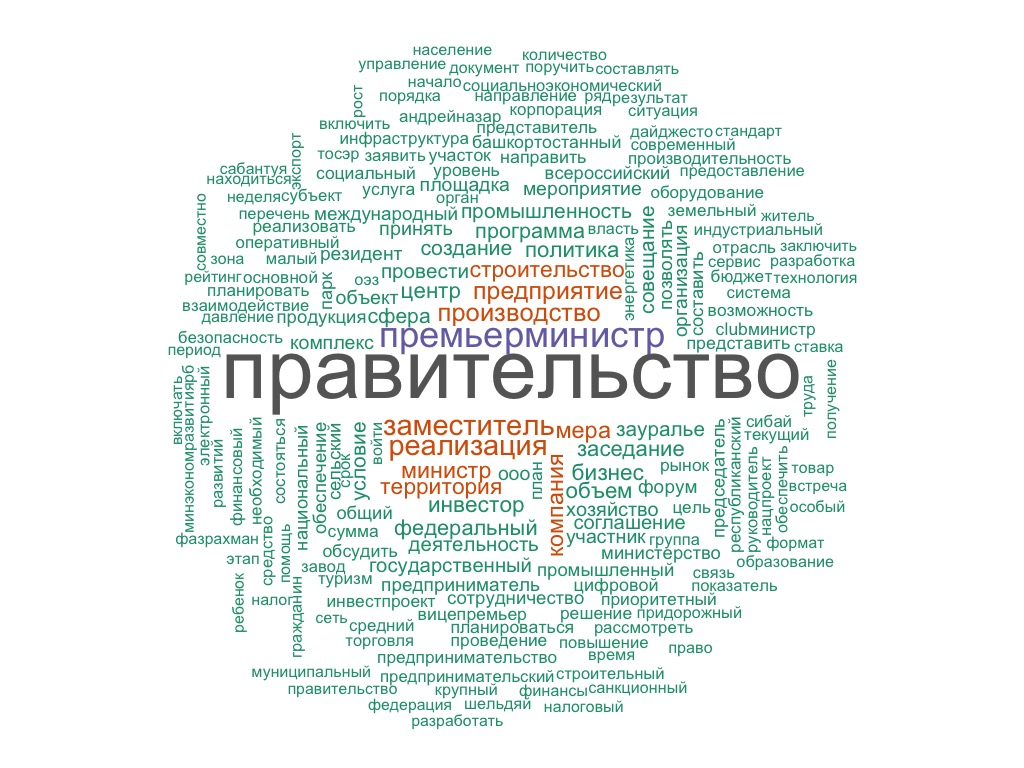 население
количество
управление документ поручить составлять
начало социальноэкономический
рост порядка направление ряд результат
андрейназар корпорация ситуация
включить представитель дайджесто стандарт
инфраструктура башкортостанный современный
экспорт тосэр заявить участок направить производительность
сабантуя социальный уровень всероссийский предоставление
находиться услуга площадка мероприятие оборудование
неделя субъект орган
совместно перечень международный промышленность земельный житель
реализовать принять программа власть индустриальный
оперативный создание политика совещание позволять отрасль заключить
зона малый резидент энергетика организация сервис разработка
рейтинг основной парк оэз провести строительство составить бюджет технология
планировать объект центр предприятие система
взаимодействие сфера производство возможность
давление продукция clubминистр
безопасность комплекс премьерминистр представить ставка
период
правительство
включать электронный труда получение
минэкономразвитиярб заместитель мера зауралье сибай
развитий финансовый необходимый состояться национальный обеспечение сельский срок условие войти реализация заседание председатель республиканский текущий
министр ооо план компания бизнес рынок руководитель нацпроект обеспечить товар
территория объем форум встреча
инвестор хозяйство цель особый
общий соглашение
сумма федеральный участник группа
фазрахман обсудить деятельность министерство формат
этап средство помощь завод государственный промышленный связь образование
ребенок туризм предприниматель цифровой показатель
налог гражданин инвестпроект сотрудничество приоритетный
сеть вицепремьер решение придорожный
средний планироваться рассмотреть
торговля проведение повышение право
предпринимательство время
муниципальный предпринимательский строительный
правительство крупный финансы санкционный
федерация шельдяй налоговый
разработать